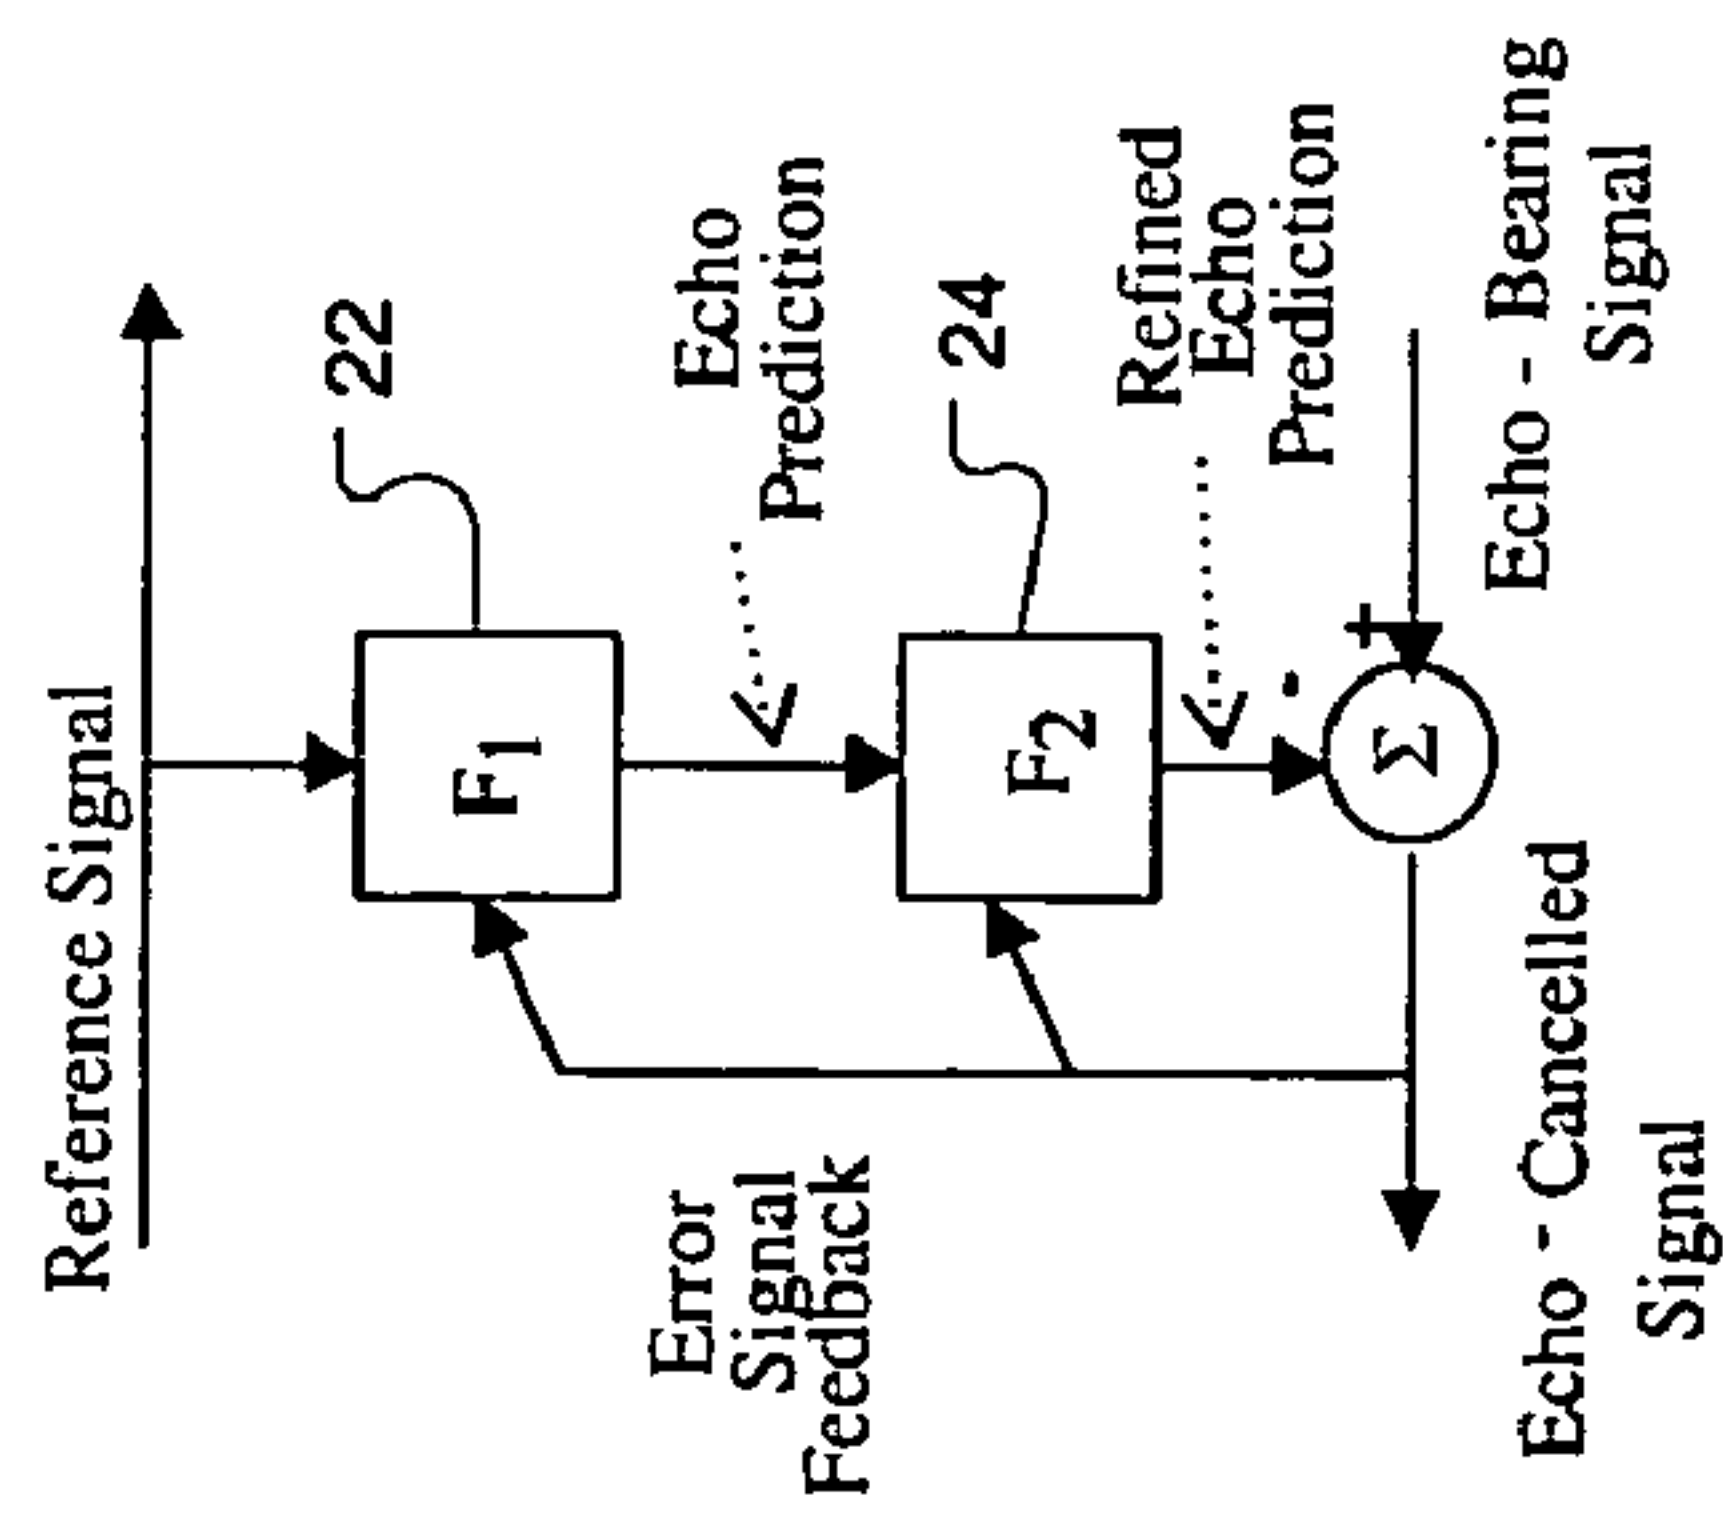 Reference Signal
22
F1
Echo
Prediction
24
F2
Refined
Echo
Prediction
-
+
Σ
Echo - Bearing
Signal
Error
Signal
Feedback
Echo - Cancelled
Signal